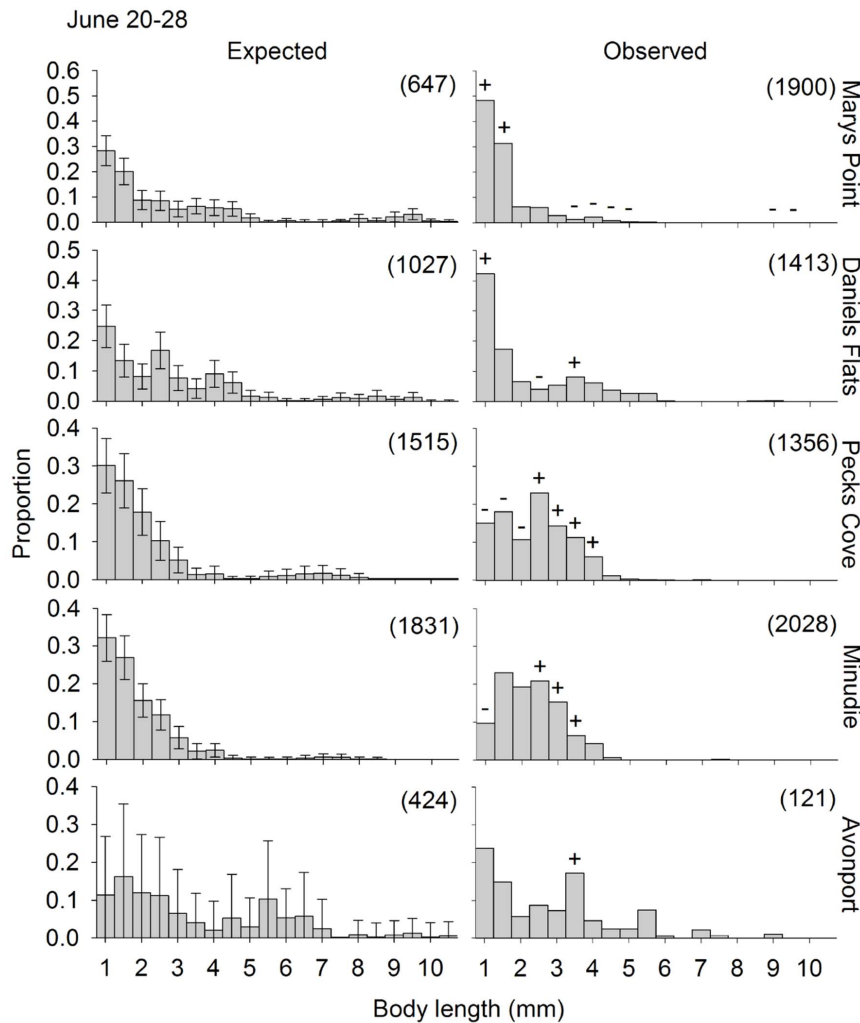 June 20-28
Expected Observed
0.6 (647) + (1900) Marys Point
0.5 +
0.4
0.3
0.2
0.1 - - - - - -
0.0
0.5 (1027) + (1413) Daniels Flats
0.4
0.3
0.2
0.1 - +
0.0
0.4 (1515) (1356) Pecks Cove
0.3
0.2 - - - + + + +
0.1
0.0
Proportion
0.4 (1831) (2028) Minudie
0.3
0.2 - + + +
0.1
0.0
0.4 (424) (121) Avonport
0.3
0.2 +
0.1
0.0
1 2 3 4 5 6 7 8 9 10 1 2 3 4 5 6 7 8 9 10
Body length (mm)